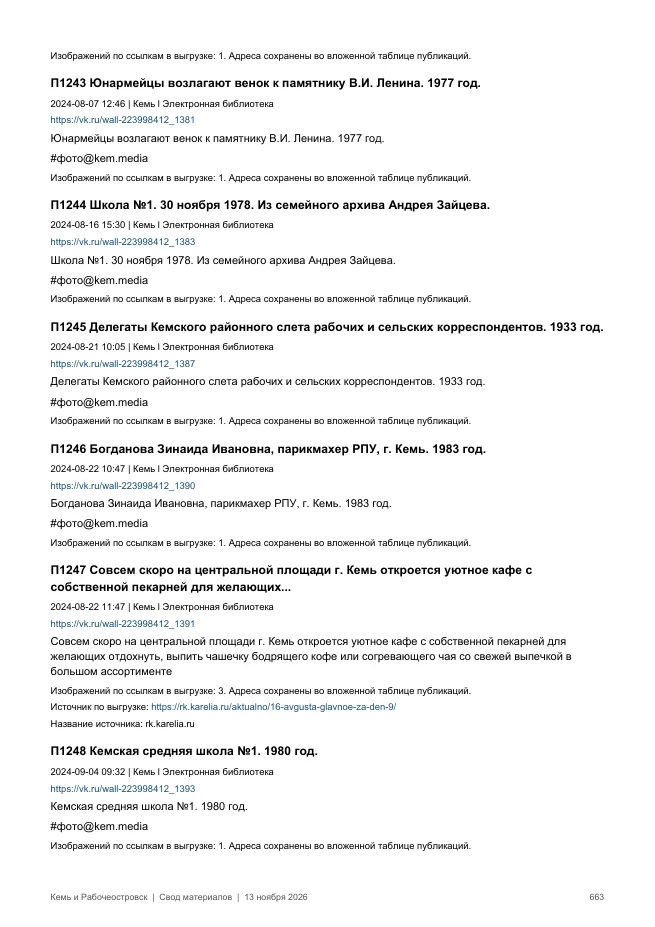 Изображений по ссылкам в выгрузке: 1. Адреса сохранены во вложенной таблице публикаций.
П1243 Юнармейцы возлагают венок к памятнику В.И. Ленина. 1977 год.
2024-08-07 12:46 | Кемь I Электронная библиотека
https://vk.ru/wall-223998412_1381
Юнармейцы возлагают венок к памятнику В.И. Ленина. 1977 год.
#фото@kem.media
Изображений по ссылкам в выгрузке: 1. Адреса сохранены во вложенной таблице публикаций.
П1244 Школа №1. 30 ноября 1978. Из семейного архива Андрея Зайцева.
2024-08-16 15:30 | Кемь I Электронная библиотека
https://vk.ru/wall-223998412_1383
Школа №1. 30 ноября 1978. Из семейного архива Андрея Зайцева.
#фото@kem.media
Изображений по ссылкам в выгрузке: 1. Адреса сохранены во вложенной таблице публикаций.
П1245 Делегаты Кемского районного слета рабочих и сельских корреспондентов. 1933 год.
2024-08-21 10:05 | Кемь I Электронная библиотека
https://vk.ru/wall-223998412_1387
Делегаты Кемского районного слета рабочих и сельских корреспондентов. 1933 год.
#фото@kem.media
Изображений по ссылкам в выгрузке: 1. Адреса сохранены во вложенной таблице публикаций.
П1246 Богданова Зинаида Ивановна, парикмахер РПУ, г. Кемь. 1983 год.
2024-08-22 10:47 | Кемь I Электронная библиотека
https://vk.ru/wall-223998412_1390
Богданова Зинаида Ивановна, парикмахер РПУ, г. Кемь. 1983 год.
#фото@kem.media
Изображений по ссылкам в выгрузке: 1. Адреса сохранены во вложенной таблице публикаций.
П1247 Совсем скоро на центральной площади г. Кемь откроется уютное кафе с
собственной пекарней для желающих...
2024-08-22 11:47 | Кемь I Электронная библиотека
https://vk.ru/wall-223998412_1391
Совсем скоро на центральной площади г. Кемь откроется уютное кафе с собственной пекарней для
желающих отдохнуть, выпить чашечку бодрящего кофе или согревающего чая со свежей выпечкой в
большом ассортименте
Изображений по ссылкам в выгрузке: 3. Адреса сохранены во вложенной таблице публикаций.
Источник по выгрузке: https://rk.karelia.ru/aktualno/16-avgusta-glavnoe-za-den-9/
Название источника: rk.karelia.ru
П1248 Кемская средняя школа №1. 1980 год.
2024-09-04 09:32 | Кемь I Электронная библиотека
https://vk.ru/wall-223998412_1393
Кемская средняя школа №1. 1980 год.
#фото@kem.media
Изображений по ссылкам в выгрузке: 1. Адреса сохранены во вложенной таблице публикаций.
Кемь и Рабочеостровск | Свод материалов | 13 ноября 2026 663